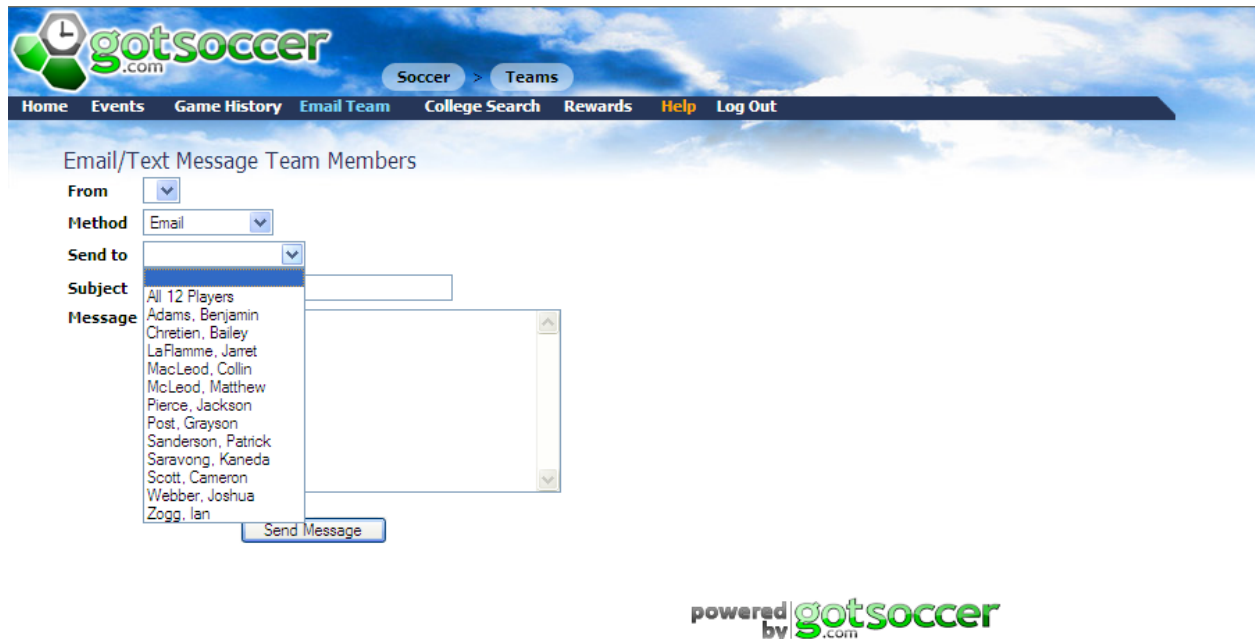 gotsoccer
.com
Soccer > Teams
Home Events Game History Email Team College Search Rewards Help Log Out
Email/Text Message Team Members
From
Method Email
Send to
Subject
All 12 Players
Message
Adams, Benjamin
Chretien, Bailey
LaFlamme, Jarret
MacLeod, Collin
McLeod, Matthew
Pierce, Jackson
Post, Grayson
Sanderson, Patrick
Saravong, Kaneda
Scott, Cameron
Webber, Joshua
Zogg, Ian
Send Message
powered by gotsoccer
.com